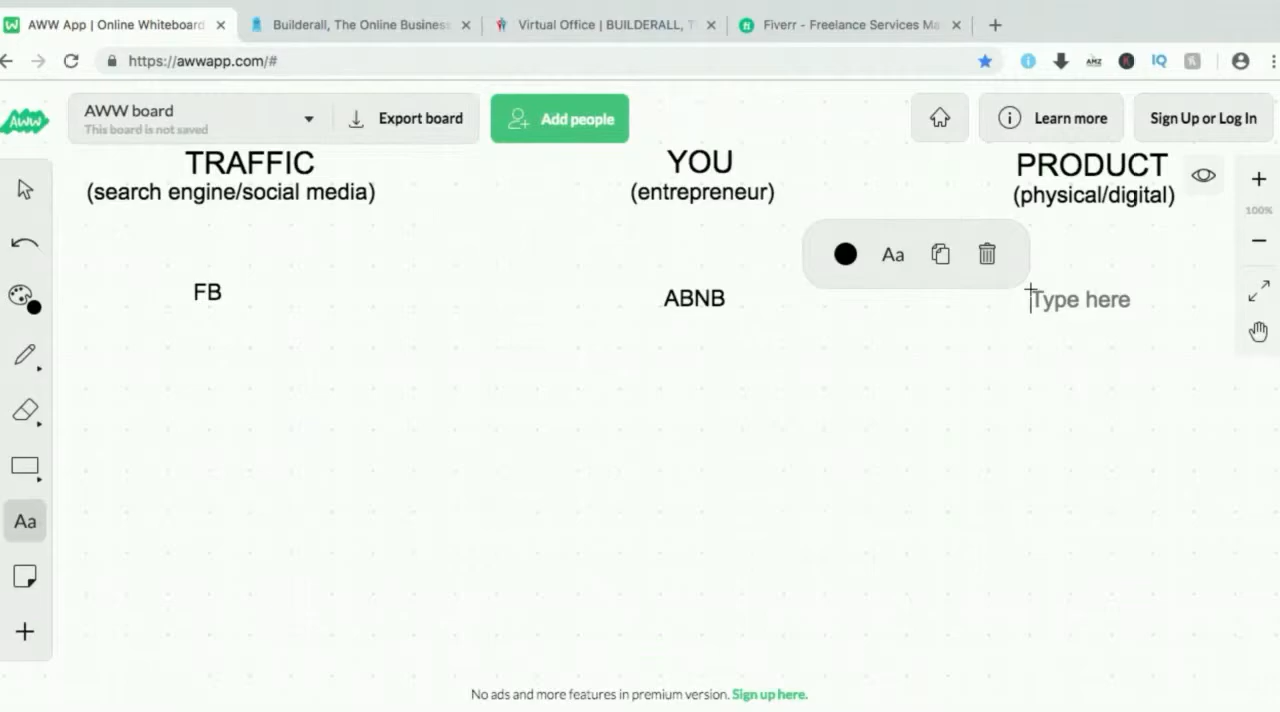 AWW App | Online Whiteboard
Builderall, The Online Business
Virtual Office | BUILDERALL, T
Fiverr - Freelance Services Ma
https://awwapp.com/#
AMZ
IQ
AWW
AWW board
This board is not saved
Export board
Add people
Learn more
Sign Up or Log In
TRAFFIC
(search engine/social media)
YOU
(entrepreneur)
PRODUCT
(physical/digital)
100%
Aa
FB
ABNB
Type here
Aa
No ads and more features in premium version. Sign up here.